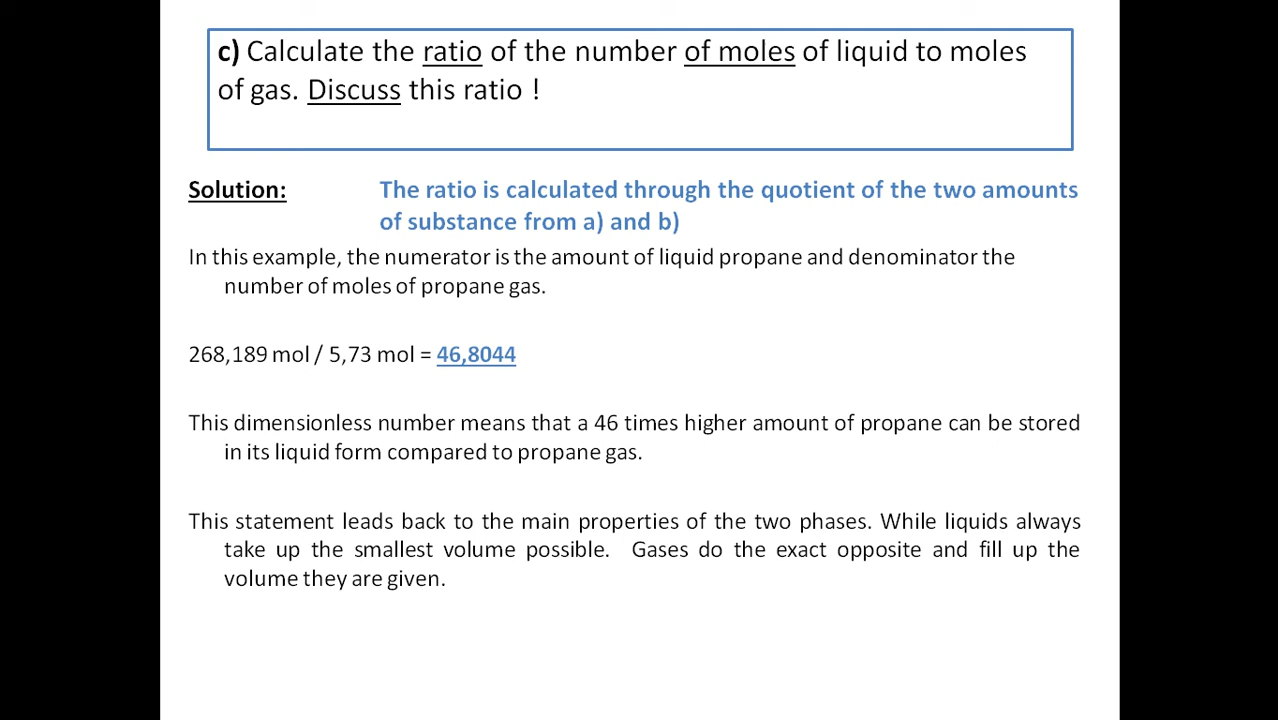 c) Calculate the ratio of the number of moles of liquid to moles
of gas. Discuss this ratio !
Solution: The ratio is calculated through the quotient of the two amounts
of substance from a) and b)
In this example, the numerator is the amount of liquid propane and denominator the
number of moles of propane gas.
268,189 mol / 5,73 mol = 46,8044
This dimensionless number means that a 46 times higher amount of propane can be stored
in its liquid form compared to propane gas.
This statement leads back to the main properties of the two phases. While liquids always
take up the smallest volume possible. Gases do the exact opposite and fill up the
volume they are given.